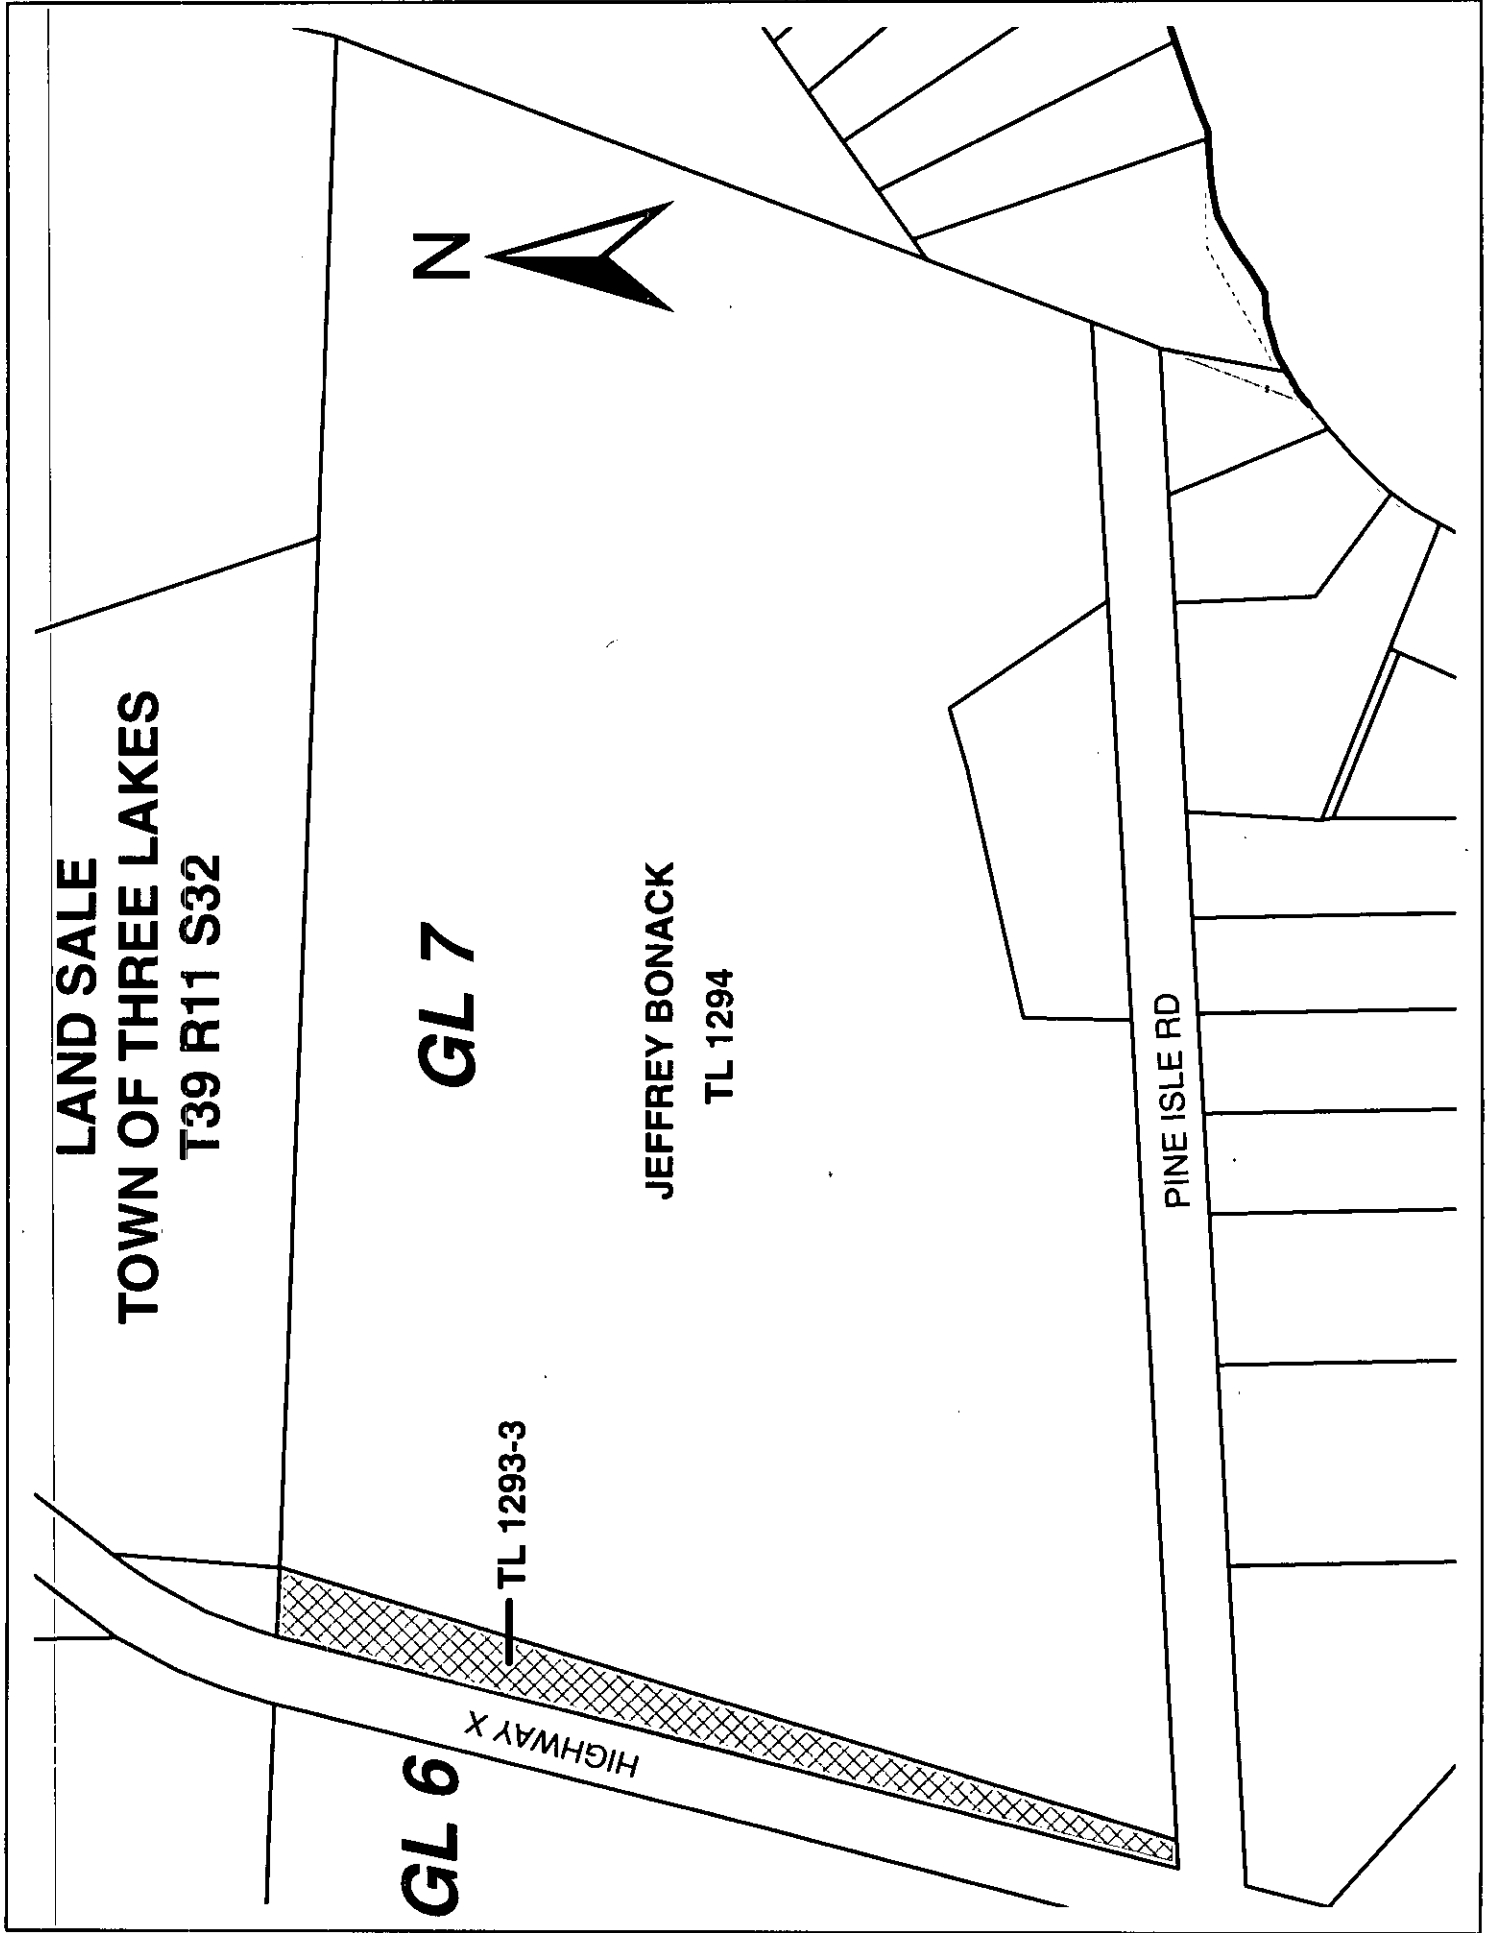 LAND SALE
TOWN OF THREE LAKES
T39 R11 S32
N
GL 7
JEFFREY BONACK
TL 1294
TL 1293-3
HIGHWAY X
GL 6
PINE ISLE RD